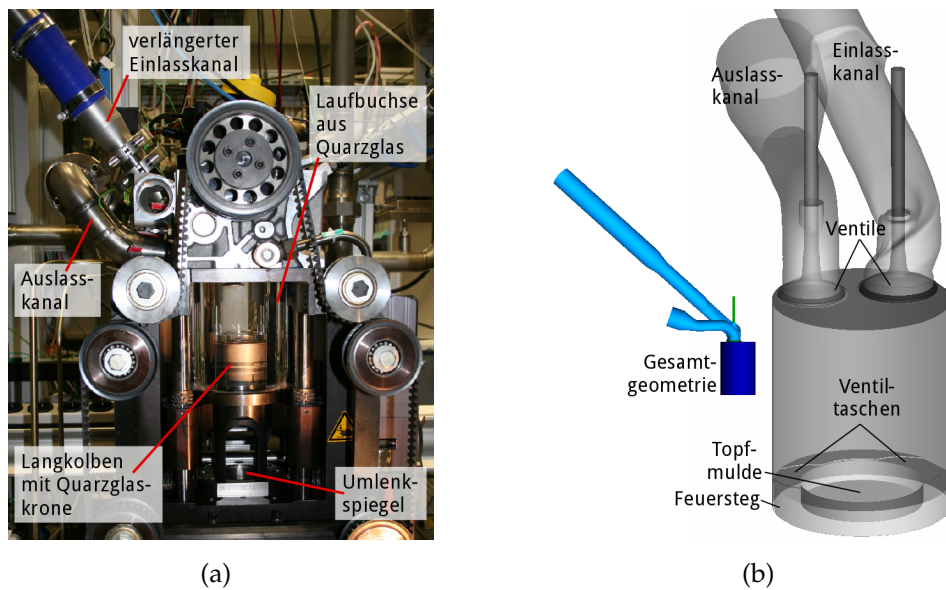 verlängerter
Einlasskanal
Laufbuchse
aus
Quarzglas
Auslass-
kanal
Langkolben
mit Quarzglas-
krone
Umlenk-
spiegel
(a)
Auslass-
kanal
Einlass-
kanal
Ventile
Gesamt-
geometrie
Ventil-
taschen
Topf-
mulde
Feuersteg
(b)